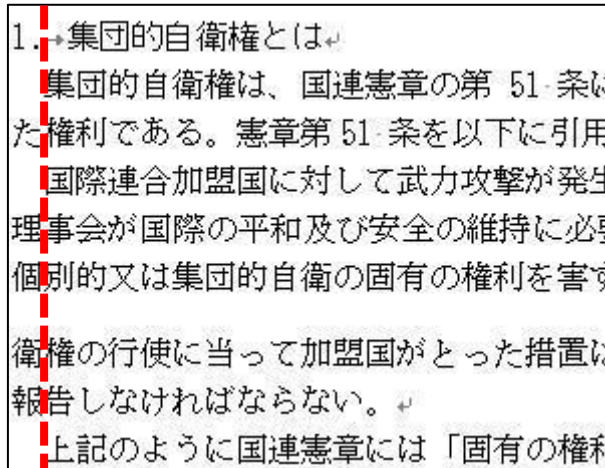 1.→集団的自衛権とは↵
集団的自衛権は、国連憲章の第 51 条に
た権利である。憲章第 51 条を以下に引用
国際連合加盟国に対して武力攻撃が発生
理事会が国際の平和及び安全の維持に必要
個別的又は集団的自衛の固有の権利を害す
衛権の行使に当って加盟国がとった措置は
報告しなければならない。↵
上記のように国連憲章には「固有の権利